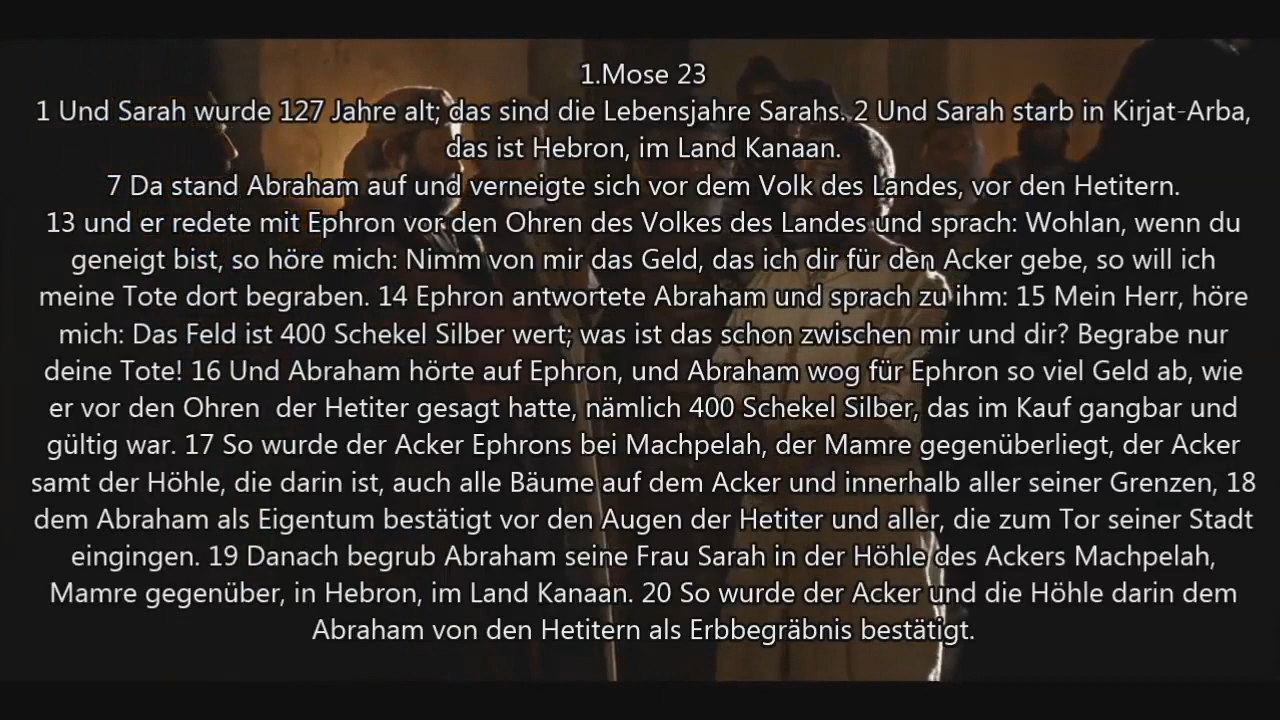 1.Mose 23
1 Und Sarah wurde 127 Jahre alt; das sind die Lebensjahre Sarahs. 2 Und Sarah starb in Kirjat-Arba,
das ist Hebron, im Land Kanaan.
7 Da stand Abraham auf und verneigte sich vor dem Volk des Landes, vor den Hetitern.
13 und er redete mit Ephron vor den Ohren des Volkes des Landes und sprach: Wohlan, wenn du
geneigt bist, so höre mich: Nimm von mir das Geld, das ich dir für den Acker gebe, so will ich
meine Tote dort begraben. 14 Ephron antwortete Abraham und sprach zu ihm: 15 Mein Herr, höre
mich: Das Feld ist 400 Schekel Silber wert; was ist das schon zwischen mir und dir? Begrabe nur
deine Tote! 16 Und Abraham hörte auf Ephron, und Abraham wog für Ephron so viel Geld ab, wie
er vor den Ohren  der Hetiter gesagt hatte, nämlich 400 Schekel Silber, das im Kauf gangbar und
gültig war. 17 So wurde der Acker Ephrons bei Machpelah, der Mamre gegenüberliegt, der Acker
samt der Höhle, die darin ist, auch alle Bäume auf dem Acker und innerhalb aller seiner Grenzen, 18
dem Abraham als Eigentum bestätigt vor den Augen der Hetiter und aller, die zum Tor seiner Stadt
eingingen. 19 Danach begrub Abraham seine Frau Sarah in der Höhle des Ackers Machpelah,
Mamre gegenüber, in Hebron, im Land Kanaan. 20 So wurde der Acker und die Höhle darin dem
Abraham von den Hetitern als Erbbegräbnis bestätigt.